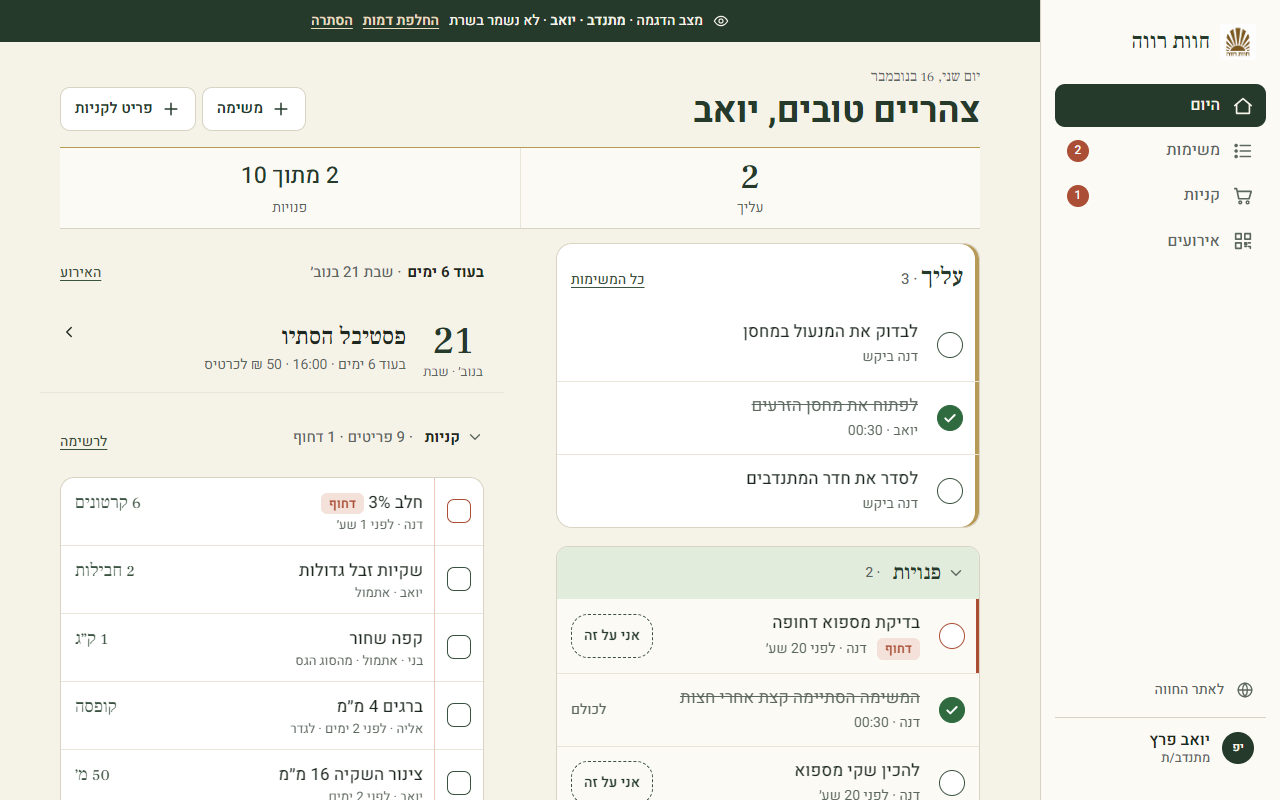 מצב הדגמה · מתנדב · יואב · לא נשמר בשרת החלפת דמות הסתרה
חוות רווה
היום
משימות 2
קניות 1
אירועים
לאתר החווה
יפ יואב פרץ
מתנדב/ת
יום שני, 16 בנובמבר
צהריים טובים, יואב
משימה
פריט לקניות
2
עליך
2 מתוך 10
פנויות
עליך · 3 כל המשימות
לבדוק את המנעול במחסן
דנה ביקש
לפתוח את מחסן הזרעים
יואב · 00:30
לסדר את חדר המתנדבים
דנה ביקש
פנויות · 2
בדיקת מספוא דחופה
דחוף דנה · לפני 20 שע׳
אני על זה
המשימה הסתיימה קצת אחרי חצות
דנה · 00:30
לכולם
להכין שקי מספוא
דנה · לפני 20 שע׳
אני על זה
בעוד 6 ימים · שבת 21 בנוב׳ האירוע
21
בנוב׳ · שבת
פסטיבל הסתיו
בעוד 6 ימים · 16:00 · 50 ₪ לכרטיס
קניות · 9 פריטים · 1 דחוף לרשימה
חלב 3% דחוף 6 קרטונים
דנה · לפני 1 שע׳
שקיות זבל גדולות 2 חבילות
יואב · אתמול
קפה שחור 1 ק״ג
בני · אתמול · מהסוג הגס
ברגים 4 מ״מ קופסה
אליה · לפני 2 ימים · לגדר
צינור השקיה 16 מ״מ 50 מ׳
יואב · לפני 2 ימים